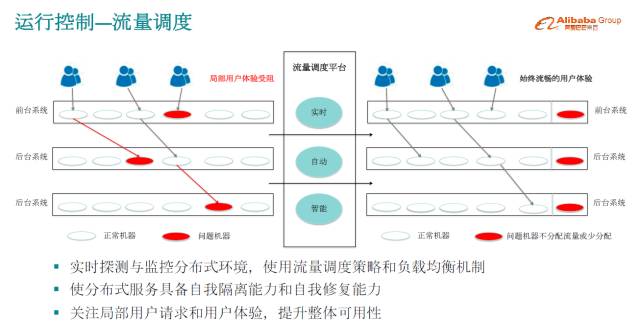 运行控制—流量调度
Alibaba Group
阿里巴巴集团
局部用户体验受阻
流量调度平台
始终流畅的用户体验
前台系统
实时
前台系统
后台系统
自动
后台系统
后台系统
智能
后台系统
正常机器
问题机器
正常机器
问题机器不分配流量或少分配
实时探测与监控分布式环境，使用流量调度策略和负载均衡机制
使分布式服务具备自我隔离能力和自我修复能力
关注局部用户请求和用户体验，提升整体可用性